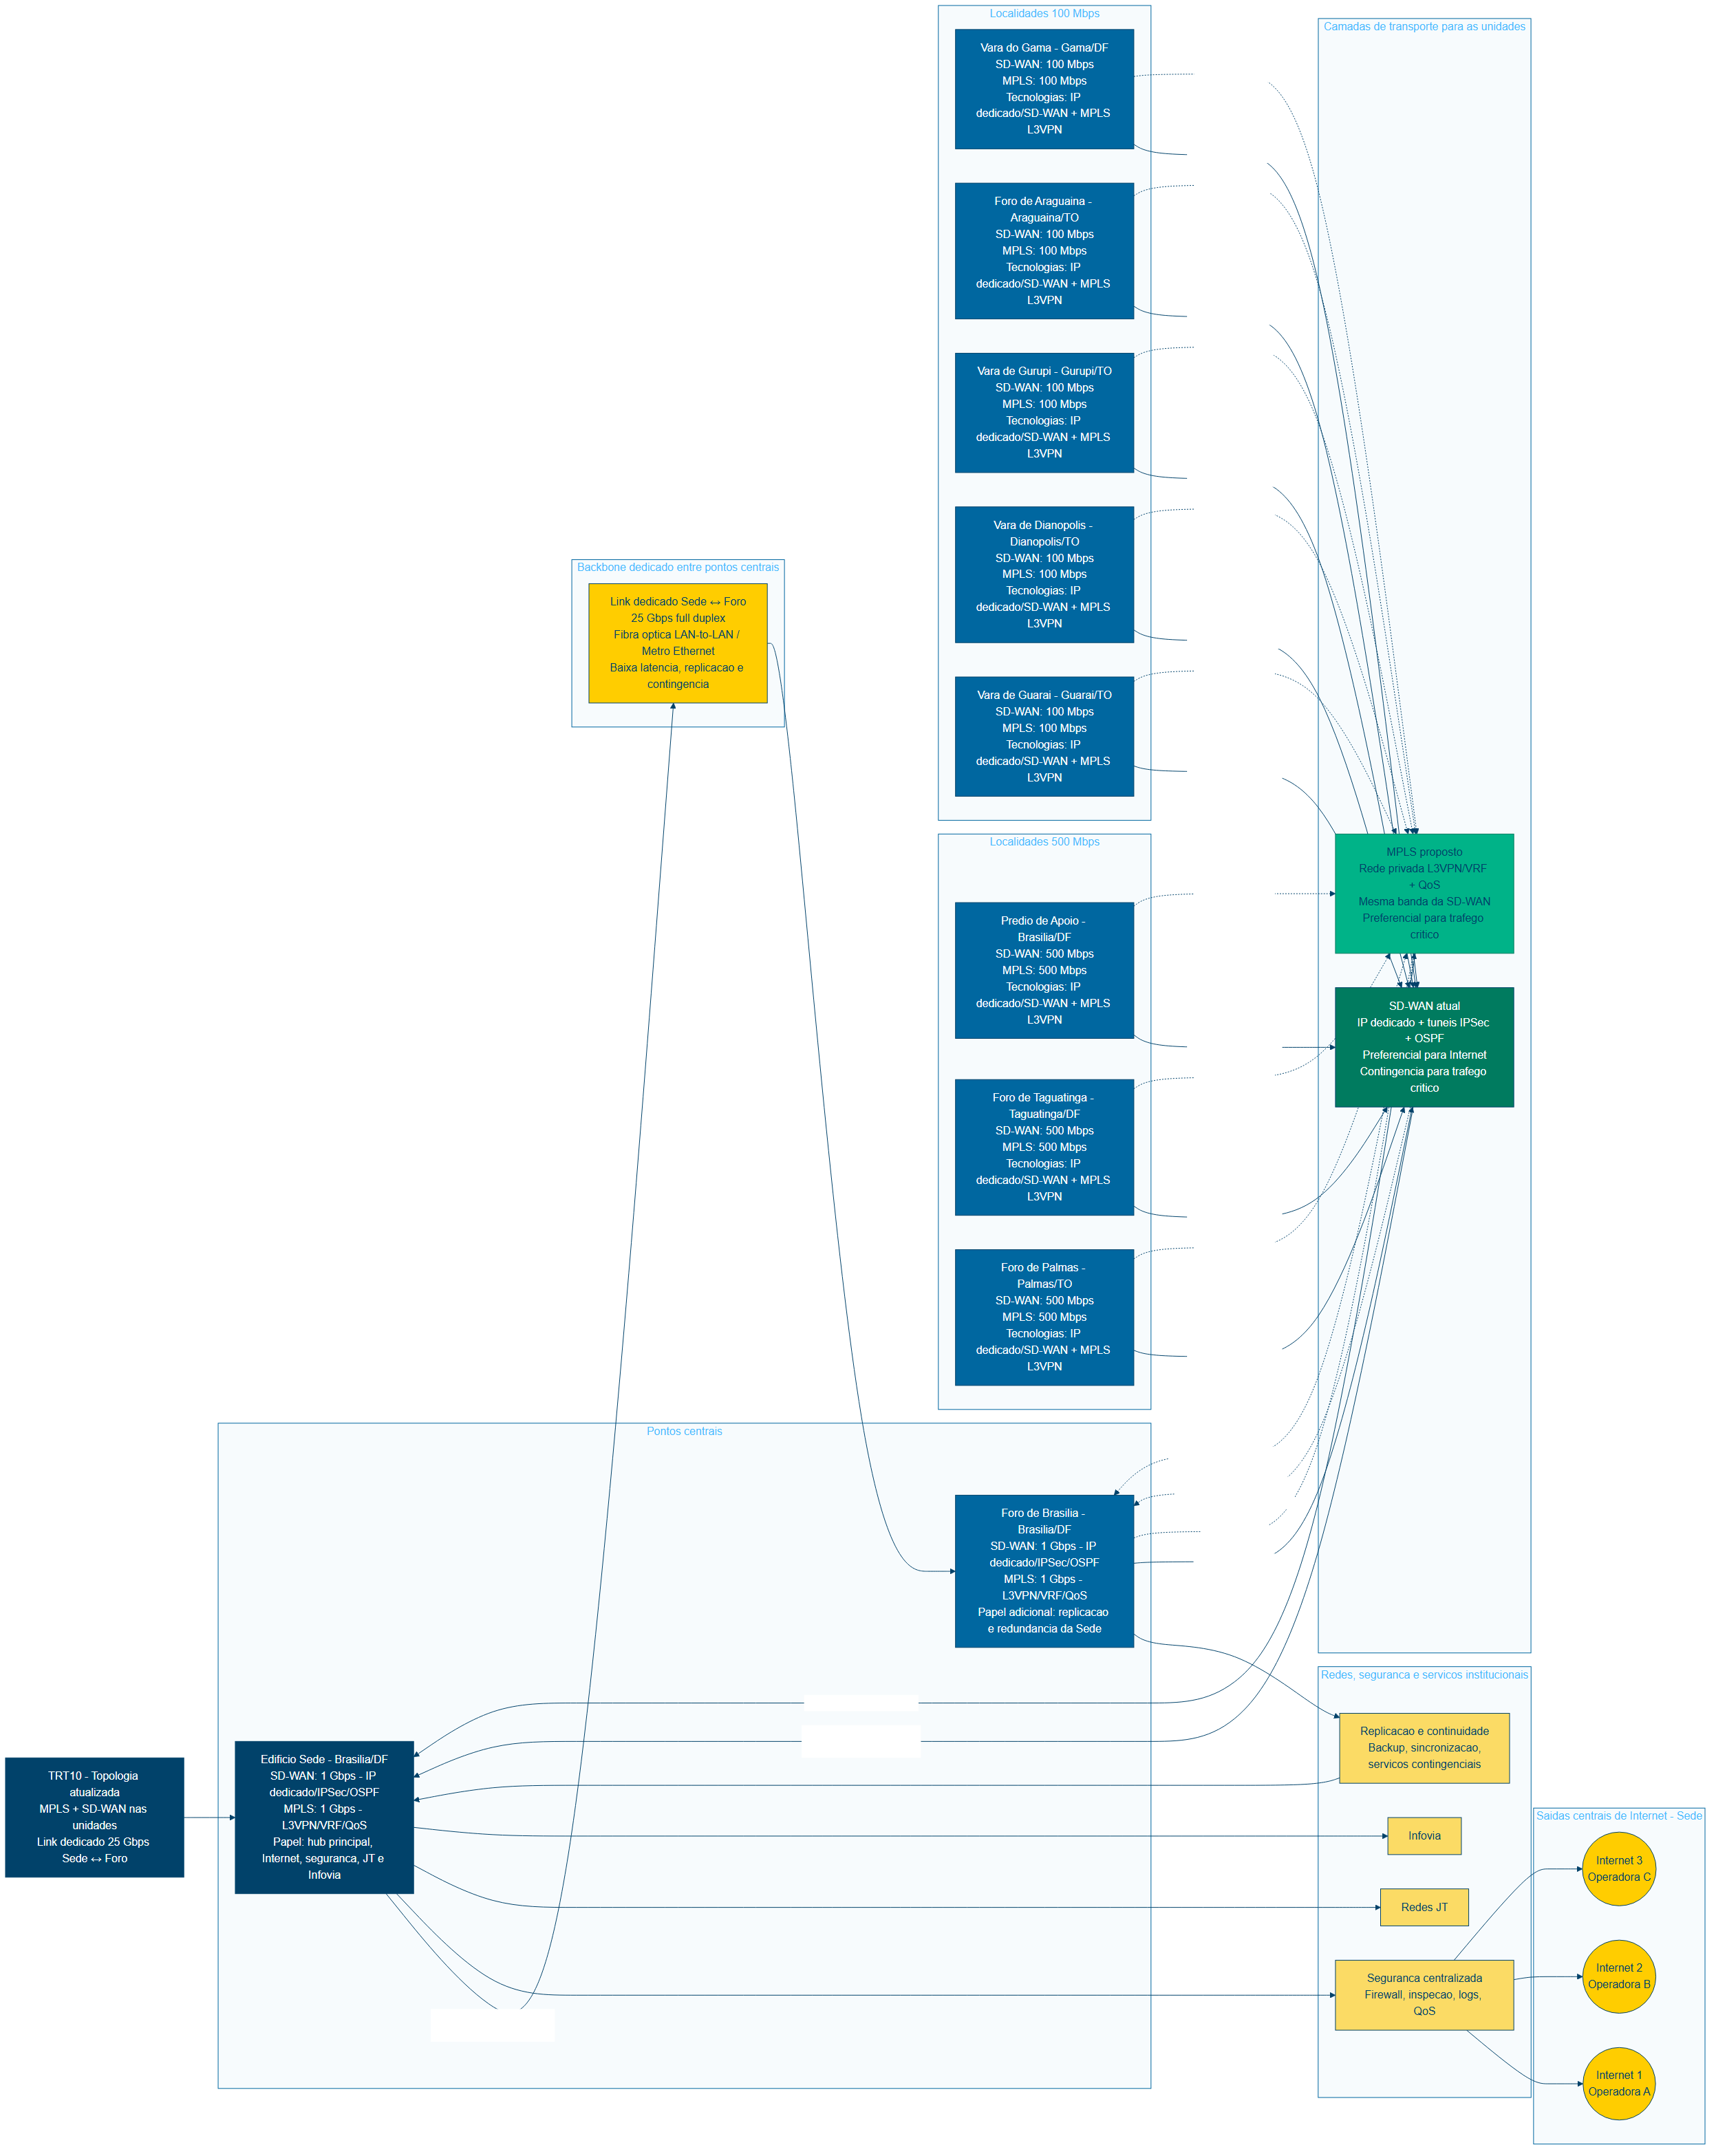 Localidades 100 Mbps
Vara do Gama - Gama/DF
SD-WAN: 100 Mbps
MPLS: 100 Mbps
Tecnologias: IP
dedicado/SD-WAN + MPLS
L3VPN
Foro de Araguaina -
Araguaina/TO
SD-WAN: 100 Mbps
MPLS: 100 Mbps
Tecnologias: IP
dedicado/SD-WAN + MPLS
L3VPN
Vara de Gurupi - Gurupi/TO
SD-WAN: 100 Mbps
MPLS: 100 Mbps
Tecnologias: IP
dedicado/SD-WAN + MPLS
L3VPN
Vara de Dianopolis -
Dianopolis/TO
SD-WAN: 100 Mbps
MPLS: 100 Mbps
Tecnologias: IP
dedicado/SD-WAN + MPLS
L3VPN
Vara de Guarai - Guarai/TO
SD-WAN: 100 Mbps
MPLS: 100 Mbps
Tecnologias: IP
dedicado/SD-WAN + MPLS
L3VPN
Camadas de transporte para as unidades
MPLS proposto
Rede privada L3VPN/VRF
+ QoS
Mesma banda da SD-WAN
Preferencial para trafego
critico
SD-WAN atual
IP dedicado + tuneis IPSec
+ OSPF
Preferencial para Internet
Contingencia para trafego
critico
Backbone dedicado entre pontos centrais
Link dedicado Sede ↔ Foro
25 Gbps full duplex
Fibra optica LAN-to-LAN /
Metro Ethernet
Baixa latencia, replicacao e
contingencia
Localidades 500 Mbps
Predio de Apoio -
Brasilia/DF
SD-WAN: 500 Mbps
MPLS: 500 Mbps
Tecnologias: IP
dedicado/SD-WAN + MPLS
L3VPN
Foro de Taguatinga -
Taguatinga/DF
SD-WAN: 500 Mbps
MPLS: 500 Mbps
Tecnologias: IP
dedicado/SD-WAN + MPLS
L3VPN
Foro de Palmas -
Palmas/TO
SD-WAN: 500 Mbps
MPLS: 500 Mbps
Tecnologias: IP
dedicado/SD-WAN + MPLS
L3VPN
Pontos centrais
Foro de Brasilia -
Brasilia/DF
SD-WAN: 1 Gbps - IP
dedicado/IPSec/OSPF
MPLS: 1 Gbps -
L3VPN/VRF/QoS
Papel adicional: replicacao
e redundancia da Sede
TRT10 - Topologia
atualizada
MPLS + SD-WAN nas
unidades
Link dedicado 25 Gbps
Sede ↔ Foro
Edificio Sede - Brasilia/DF
SD-WAN: 1 Gbps - IP
dedicado/IPSec/OSPF
MPLS: 1 Gbps -
L3VPN/VRF/QoS
Papel: hub principal,
Internet, seguranca, JT e
Infovia
Redes, seguranca e servicos institucionais
Replicacao e continuidade
Backup, sincronizacao,
servicos contingenciais
Infovia
Redes JT
Seguranca centralizada
Firewall, inspecao, logs,
QoS
Saidas centrais de Internet - Sede
Internet 3
Operadora C
Internet 2
Operadora B
Internet 1
Operadora A